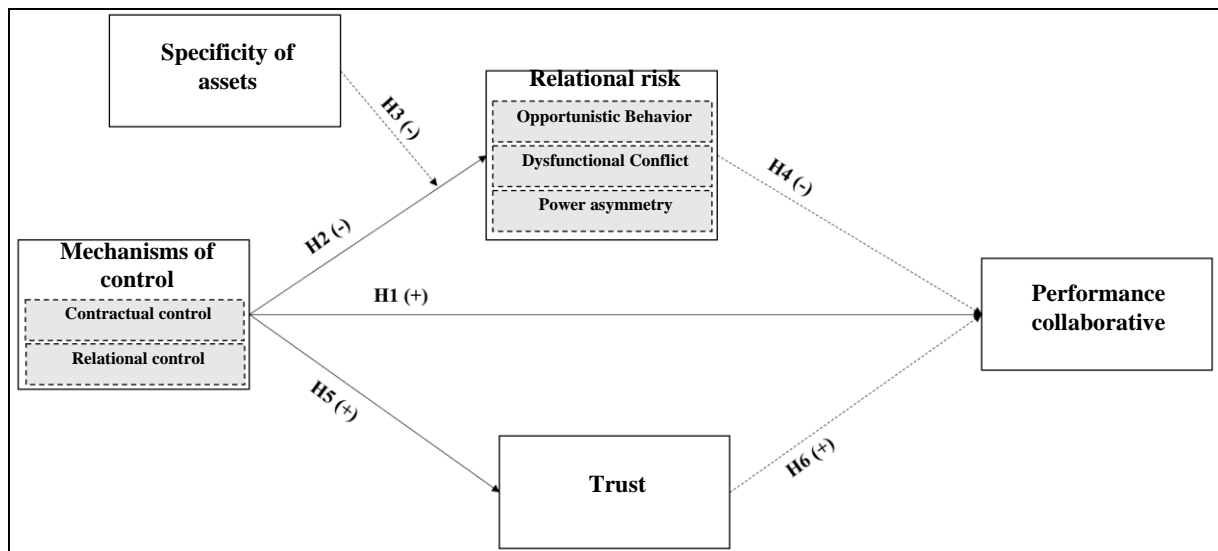 Specificity of
assets
Relational risk
Opportunistic Behavior
Dysfunctional Conflict
Power asymmetry
H3 (-)
H4 (-)
H2 (-)
Mechanisms of
control
Contractual control
Relational control
H1 (+)
Performance
collaborative
H5 (+)
H6 (+)
Trust